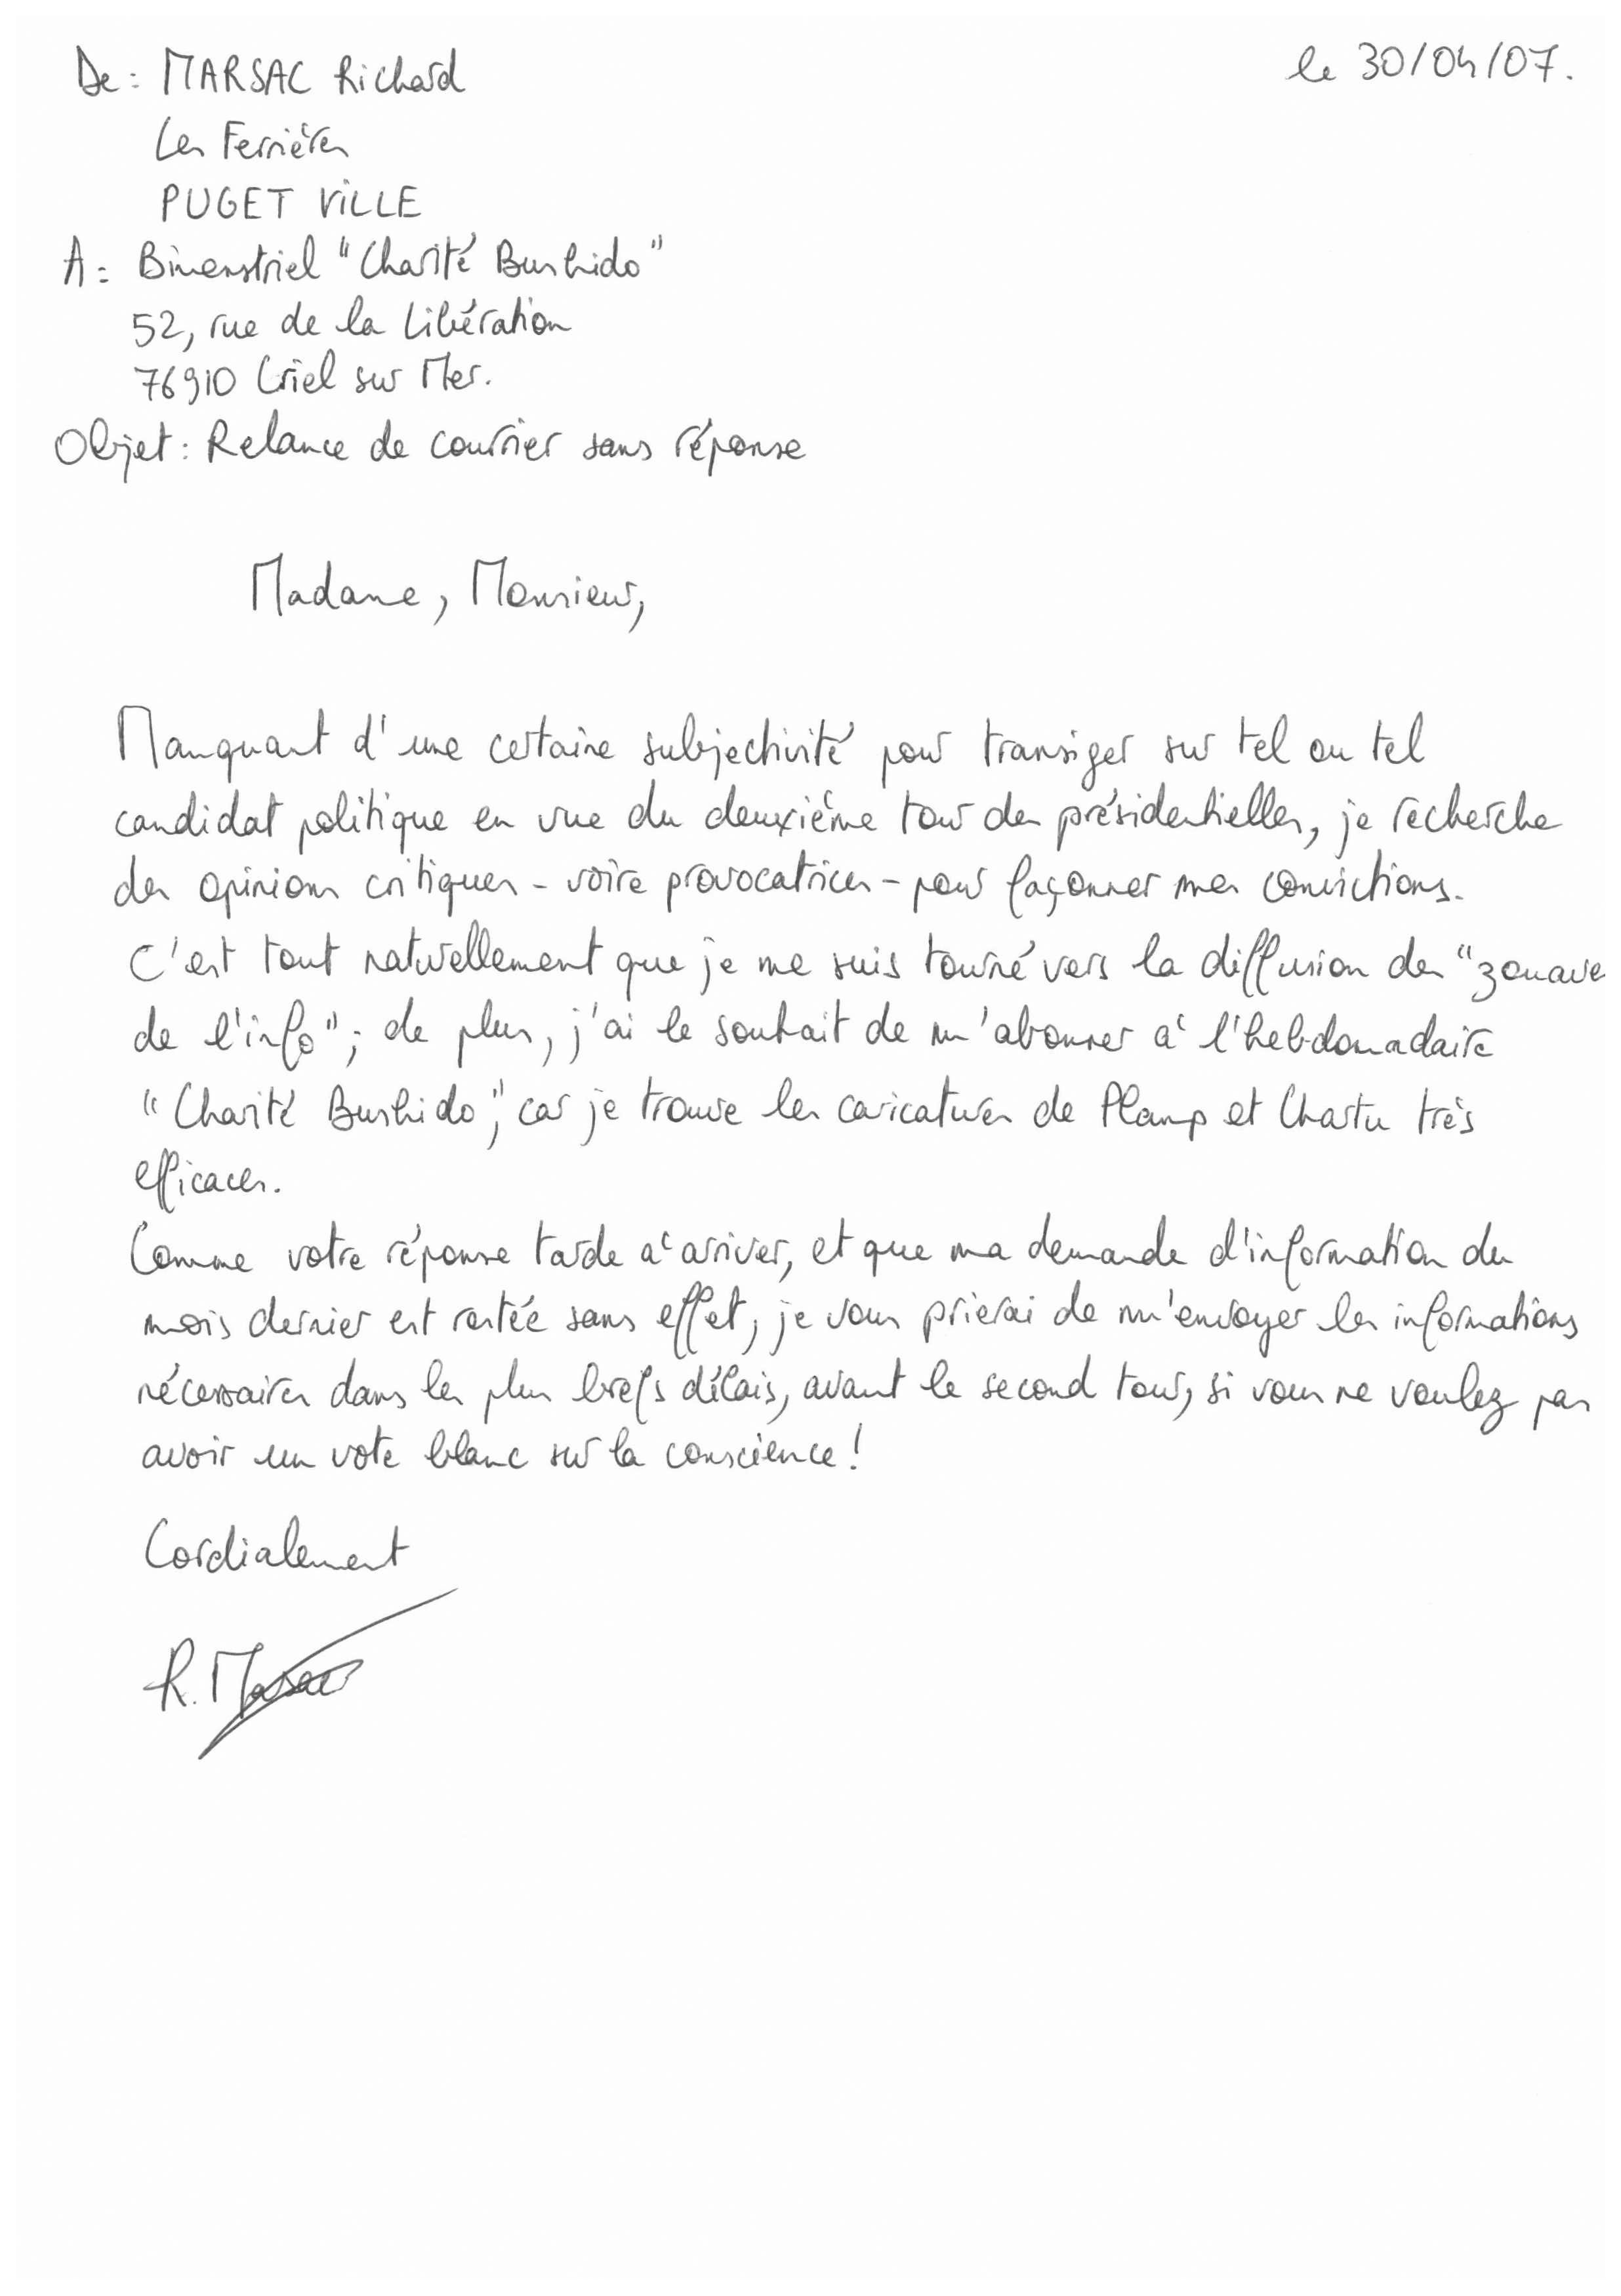 le 30/04/07.
De : MARSAC Richard
Les Ferrières
PUGET VILLE
A : Bimestriel "Charité Bushido"
52, rue de la Libération
76910 Criel sur Mer.
Objet : Relance de courrier sans réponse
Madame, Monsieur,
Manquant d'une certaine subjectivité pour transiger sur tel ou tel
candidat politique en vue du deuxième tour des présidentielles, je recherche
des opinions critiques - voire provocatrices - pour façonner mes convictions.
C'est tout naturellement que je me suis tourné vers la diffusion des "zouave
de l'info" ; de plus, j'ai le souhait de m'abonner à l'hebdomadaire
"Charité Bushido", car je trouve les caricatures de Plamp et Chartu très
efficaces.
Comme votre réponse tarde à arriver, et que ma demande d'information du
mois dernier est restée sans effet, je vous prierai de m'envoyer les informations
nécessaires dans les plus brefs délais, avant le second tour, si vous ne voulez pas
avoir un vote blanc sur la conscience !
Cordialement
R. Marsac